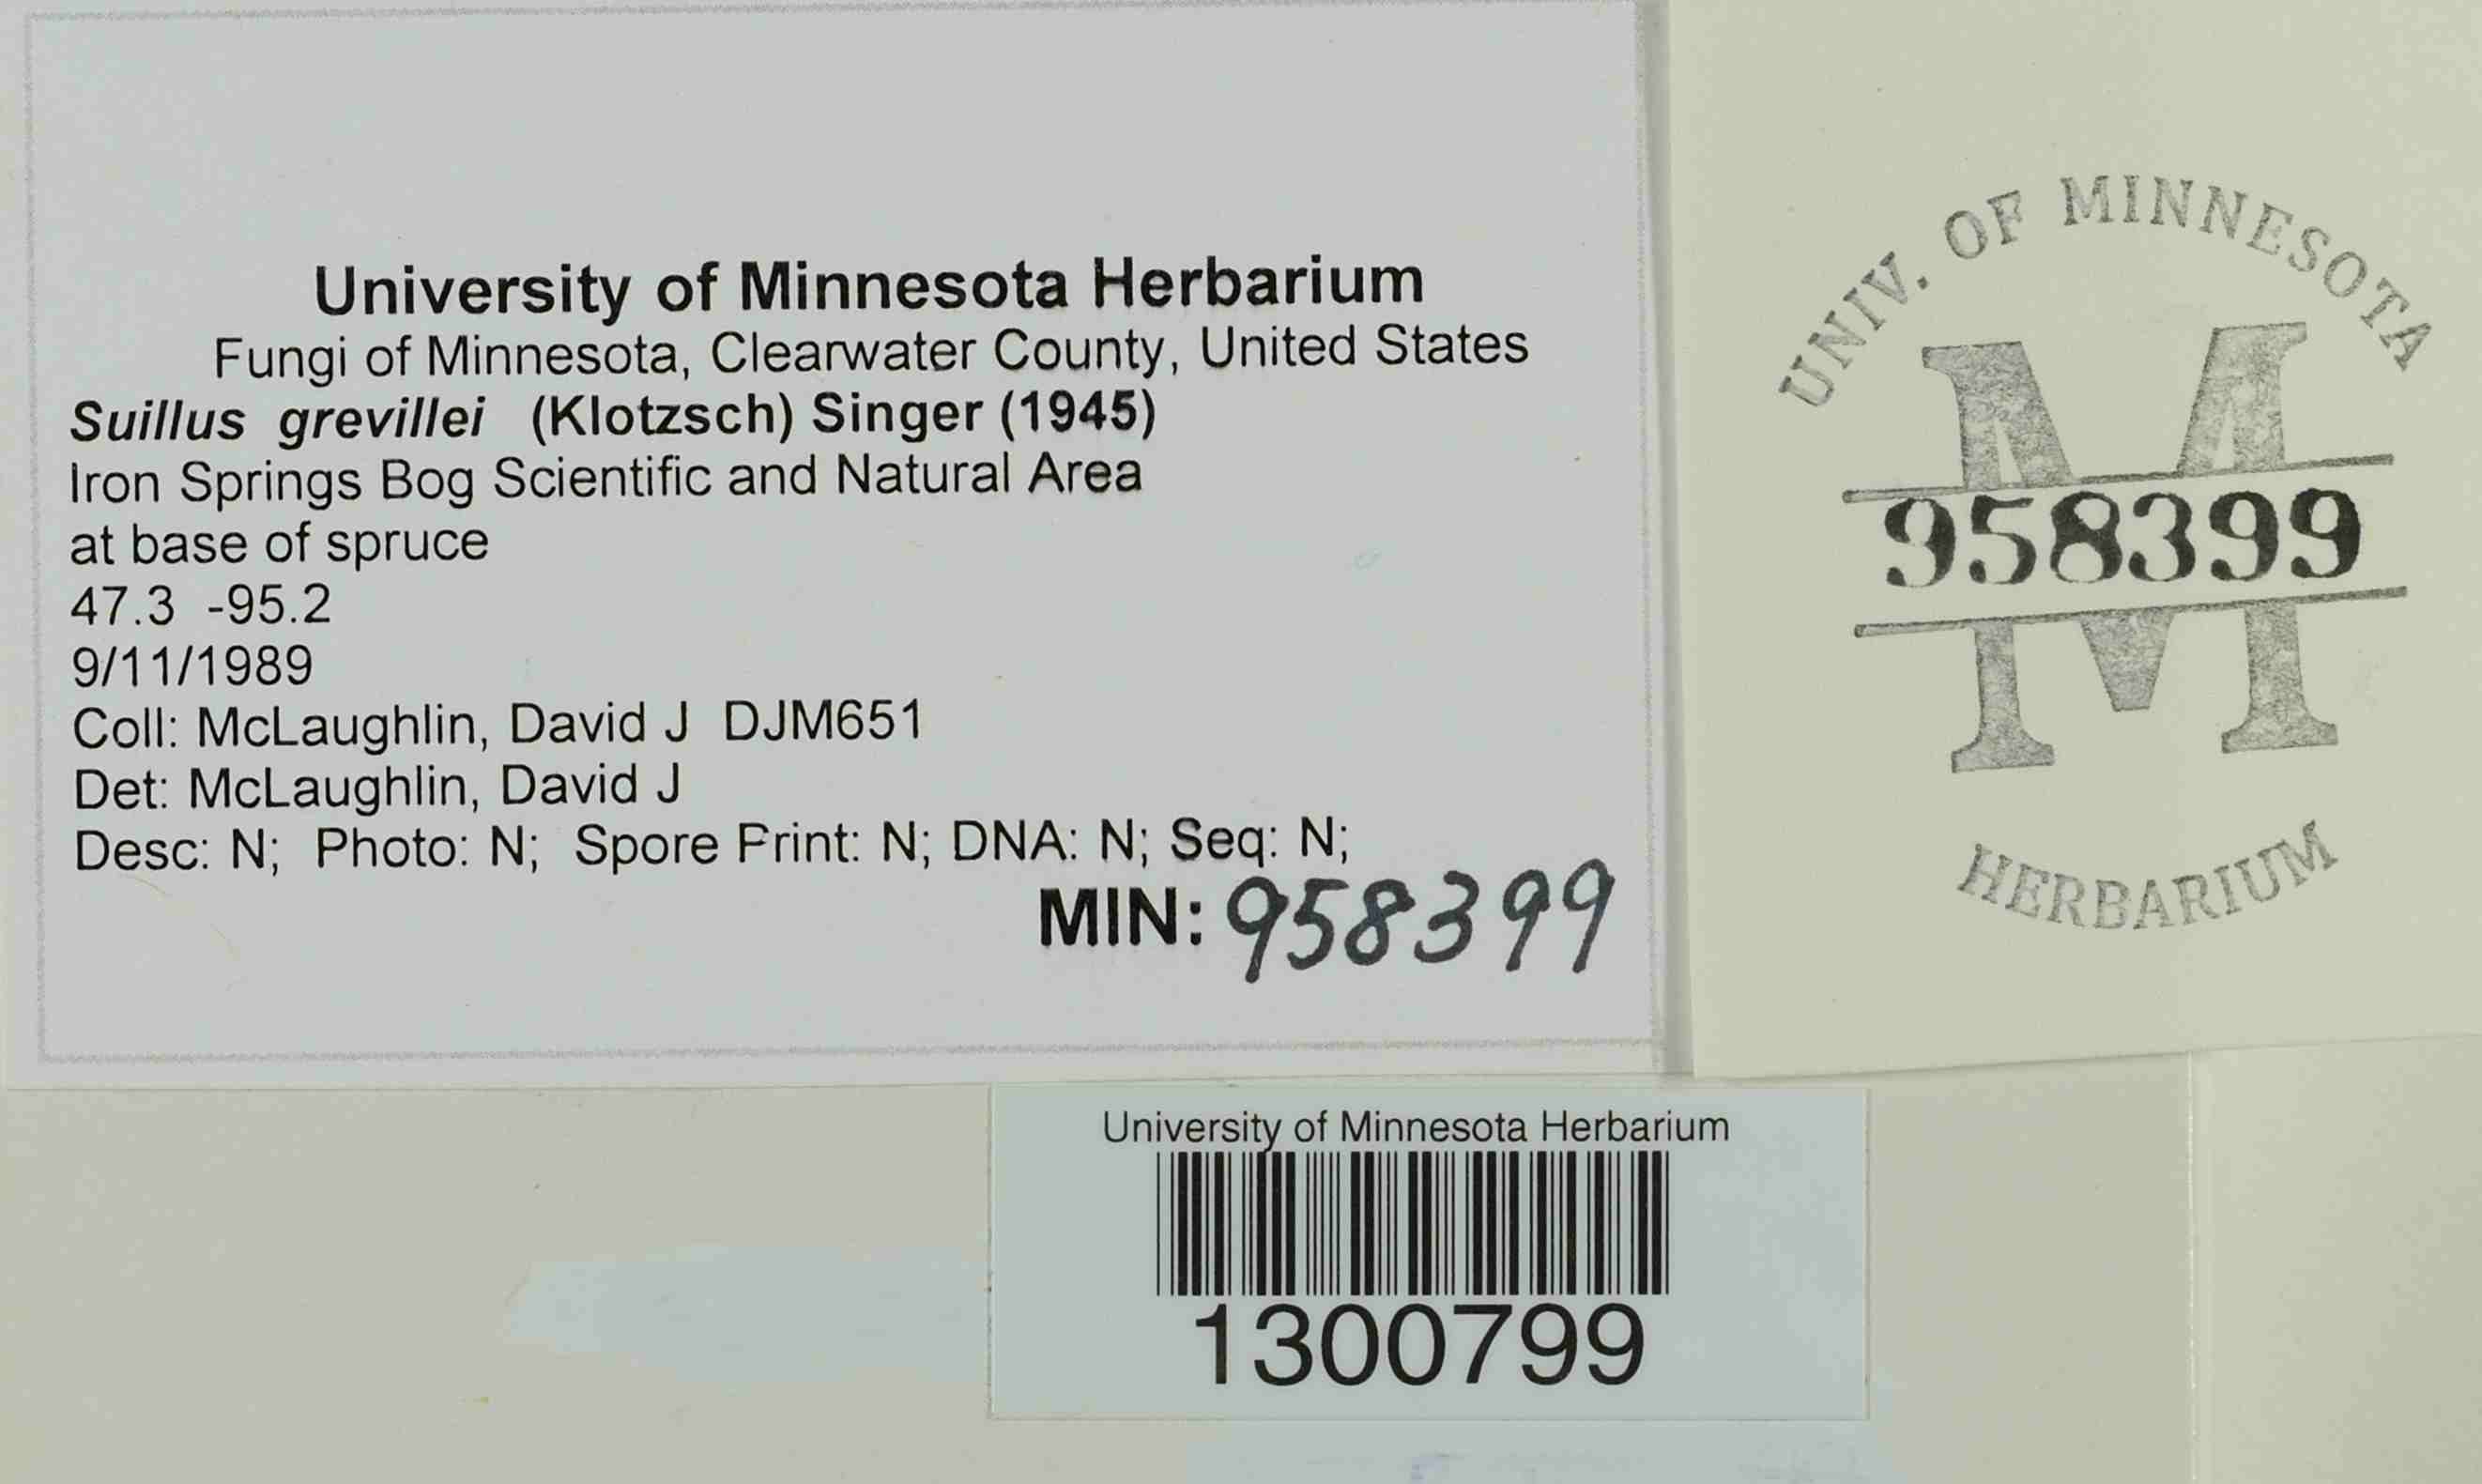 University of Minnesota Herbarium
Fungi of Minnesota, Clearwater County, United States
Suillus grevillei (Klotzsch) Singer (1945)
Iron Springs Bog Scientific and Natural Area
at base of spruce
47.3 -95.2
9/11/1989
Coll: McLaughlin, David J DJM651
Det: McLaughlin, David J
Desc: N; Photo: N; Spore Print: N; DNA: N; Seq: N;
MIN: 958399
UNIV. OF MINNESOTA
M
958399
HERBARIUM
University of Minnesota Herbarium
1300799